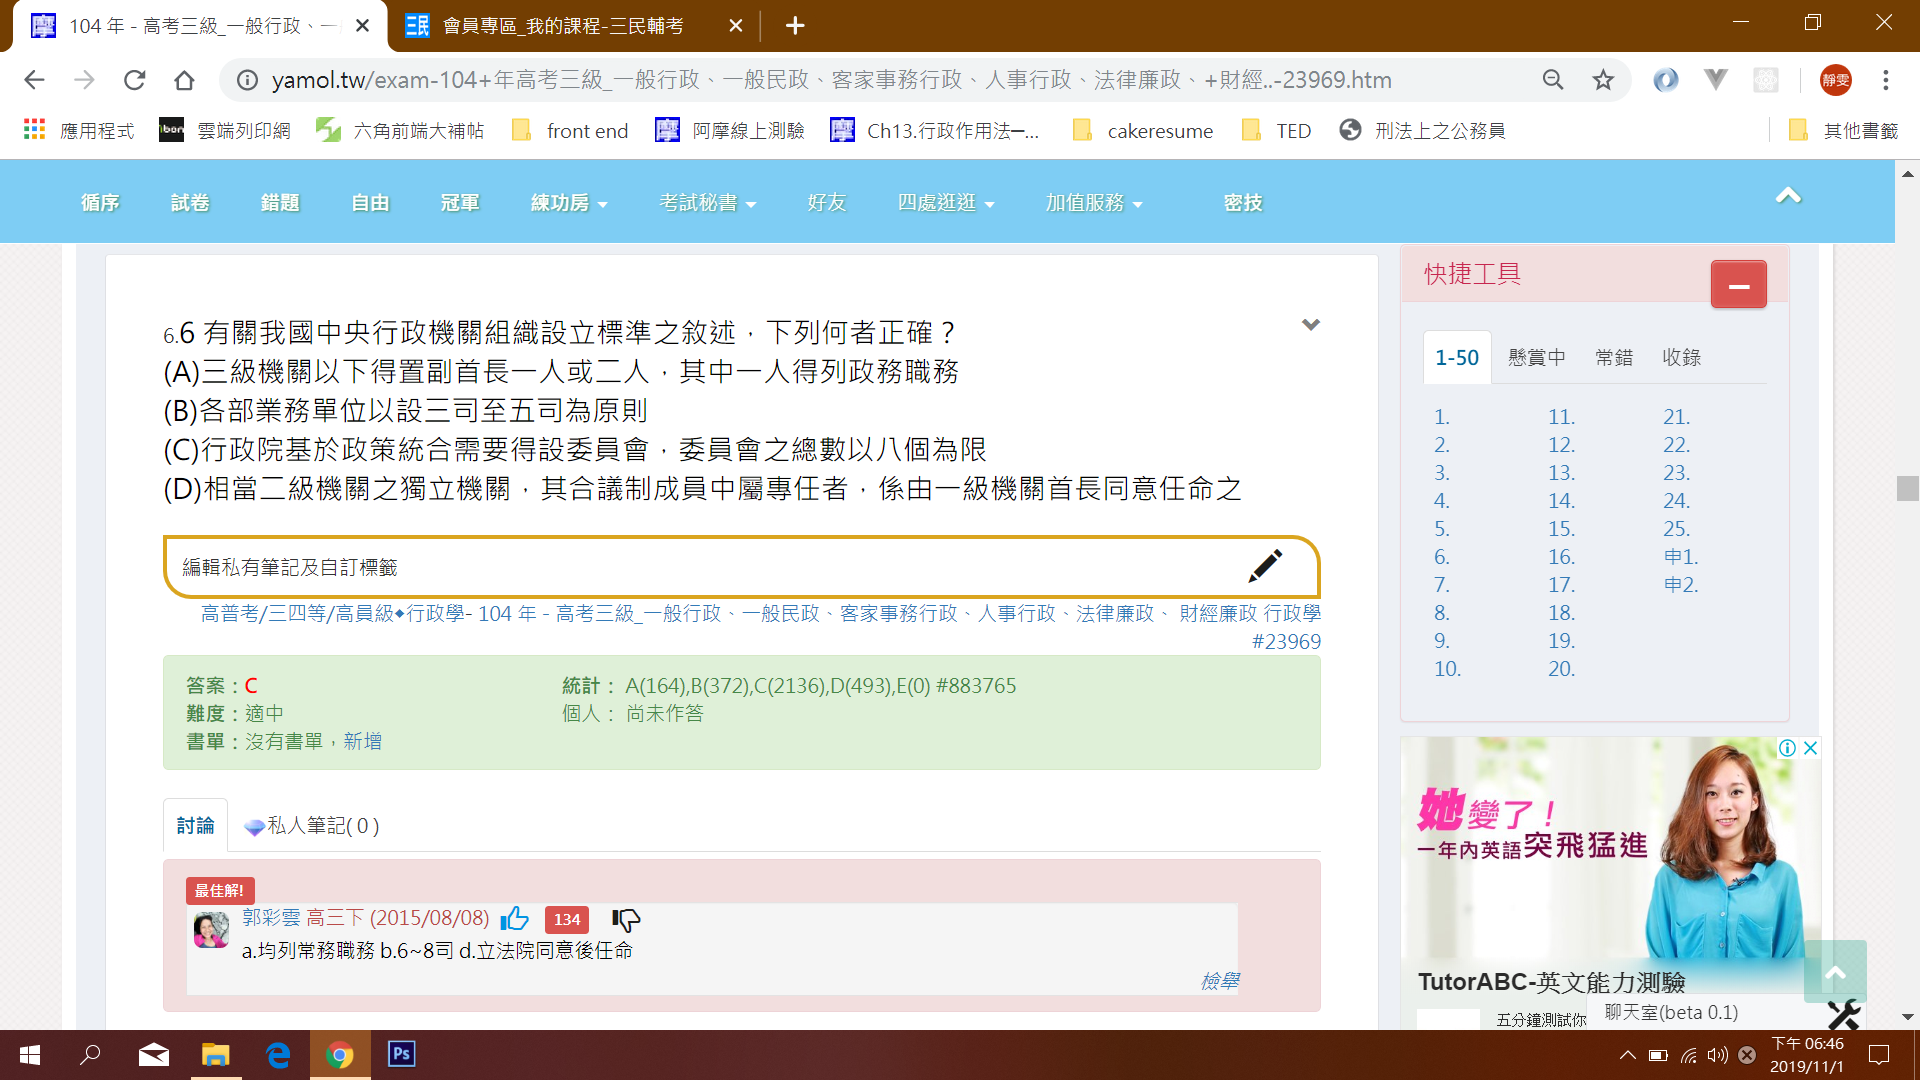 104 年 - 高考三級_一般行政、一
會員專區_我的課程-三民輔考
yamol.tw/exam-104+年高考三級_一般行政、一般民政、客家事務行政、人事行政、法律廉政、+財經..-23969.htm
靜雯
應用程式
ibon
雲端列印網
六角前端大補帖
front end
阿摩線上測驗
Ch13.行政作用法─...
cakeresume
TED
刑法上之公務員
其他書籤
循序 試卷 錯題 自由 冠軍 練功房 考試秘書 好友 四處逛逛 加值服務 密技
6.6 有關我國中央行政機關組織設立標準之敘述，下列何者正確？
(A)三級機關以下得置副首長一人或二人，其中一人得列政務職務
(B)各部業務單位以設三司至五司為原則
(C)行政院基於政策統合需要得設委員會，委員會之總數以八個為限
(D)相當二級機關之獨立機關，其合議制成員中屬專任者，係由一級機關首長同意任命之
編輯私有筆記及自訂標籤
高普考/三四等/高員級◆行政學- 104 年 - 高考三級_一般行政、一般民政、客家事務行政、人事行政、法律廉政、 財經廉政 行政學
#23969
答案：C
統計： A(164),B(372),C(2136),D(493),E(0) #883765
難度：適中
個人： 尚未作答
書單：沒有書單，新增
討論
私人筆記( 0 )
最佳解!
郭彩雲 高三下 (2015/08/08)
134
a.均列常務職務 b.6~8司 d.立法院同意後任命
檢舉
快捷工具
1-50 懸賞中 常錯 收錄
1. 11. 21.
2. 12. 22.
3. 13. 23.
4. 14. 24.
5. 15. 25.
6. 16. 申1.
7. 17. 申2.
8. 18.
9. 19.
10. 20.
她變了！
一年內英語突飛猛進
TutorABC-英文能力測驗
五分鐘測試你
聊天室(beta 0.1)
Ps
下午 06:46
2019/11/1